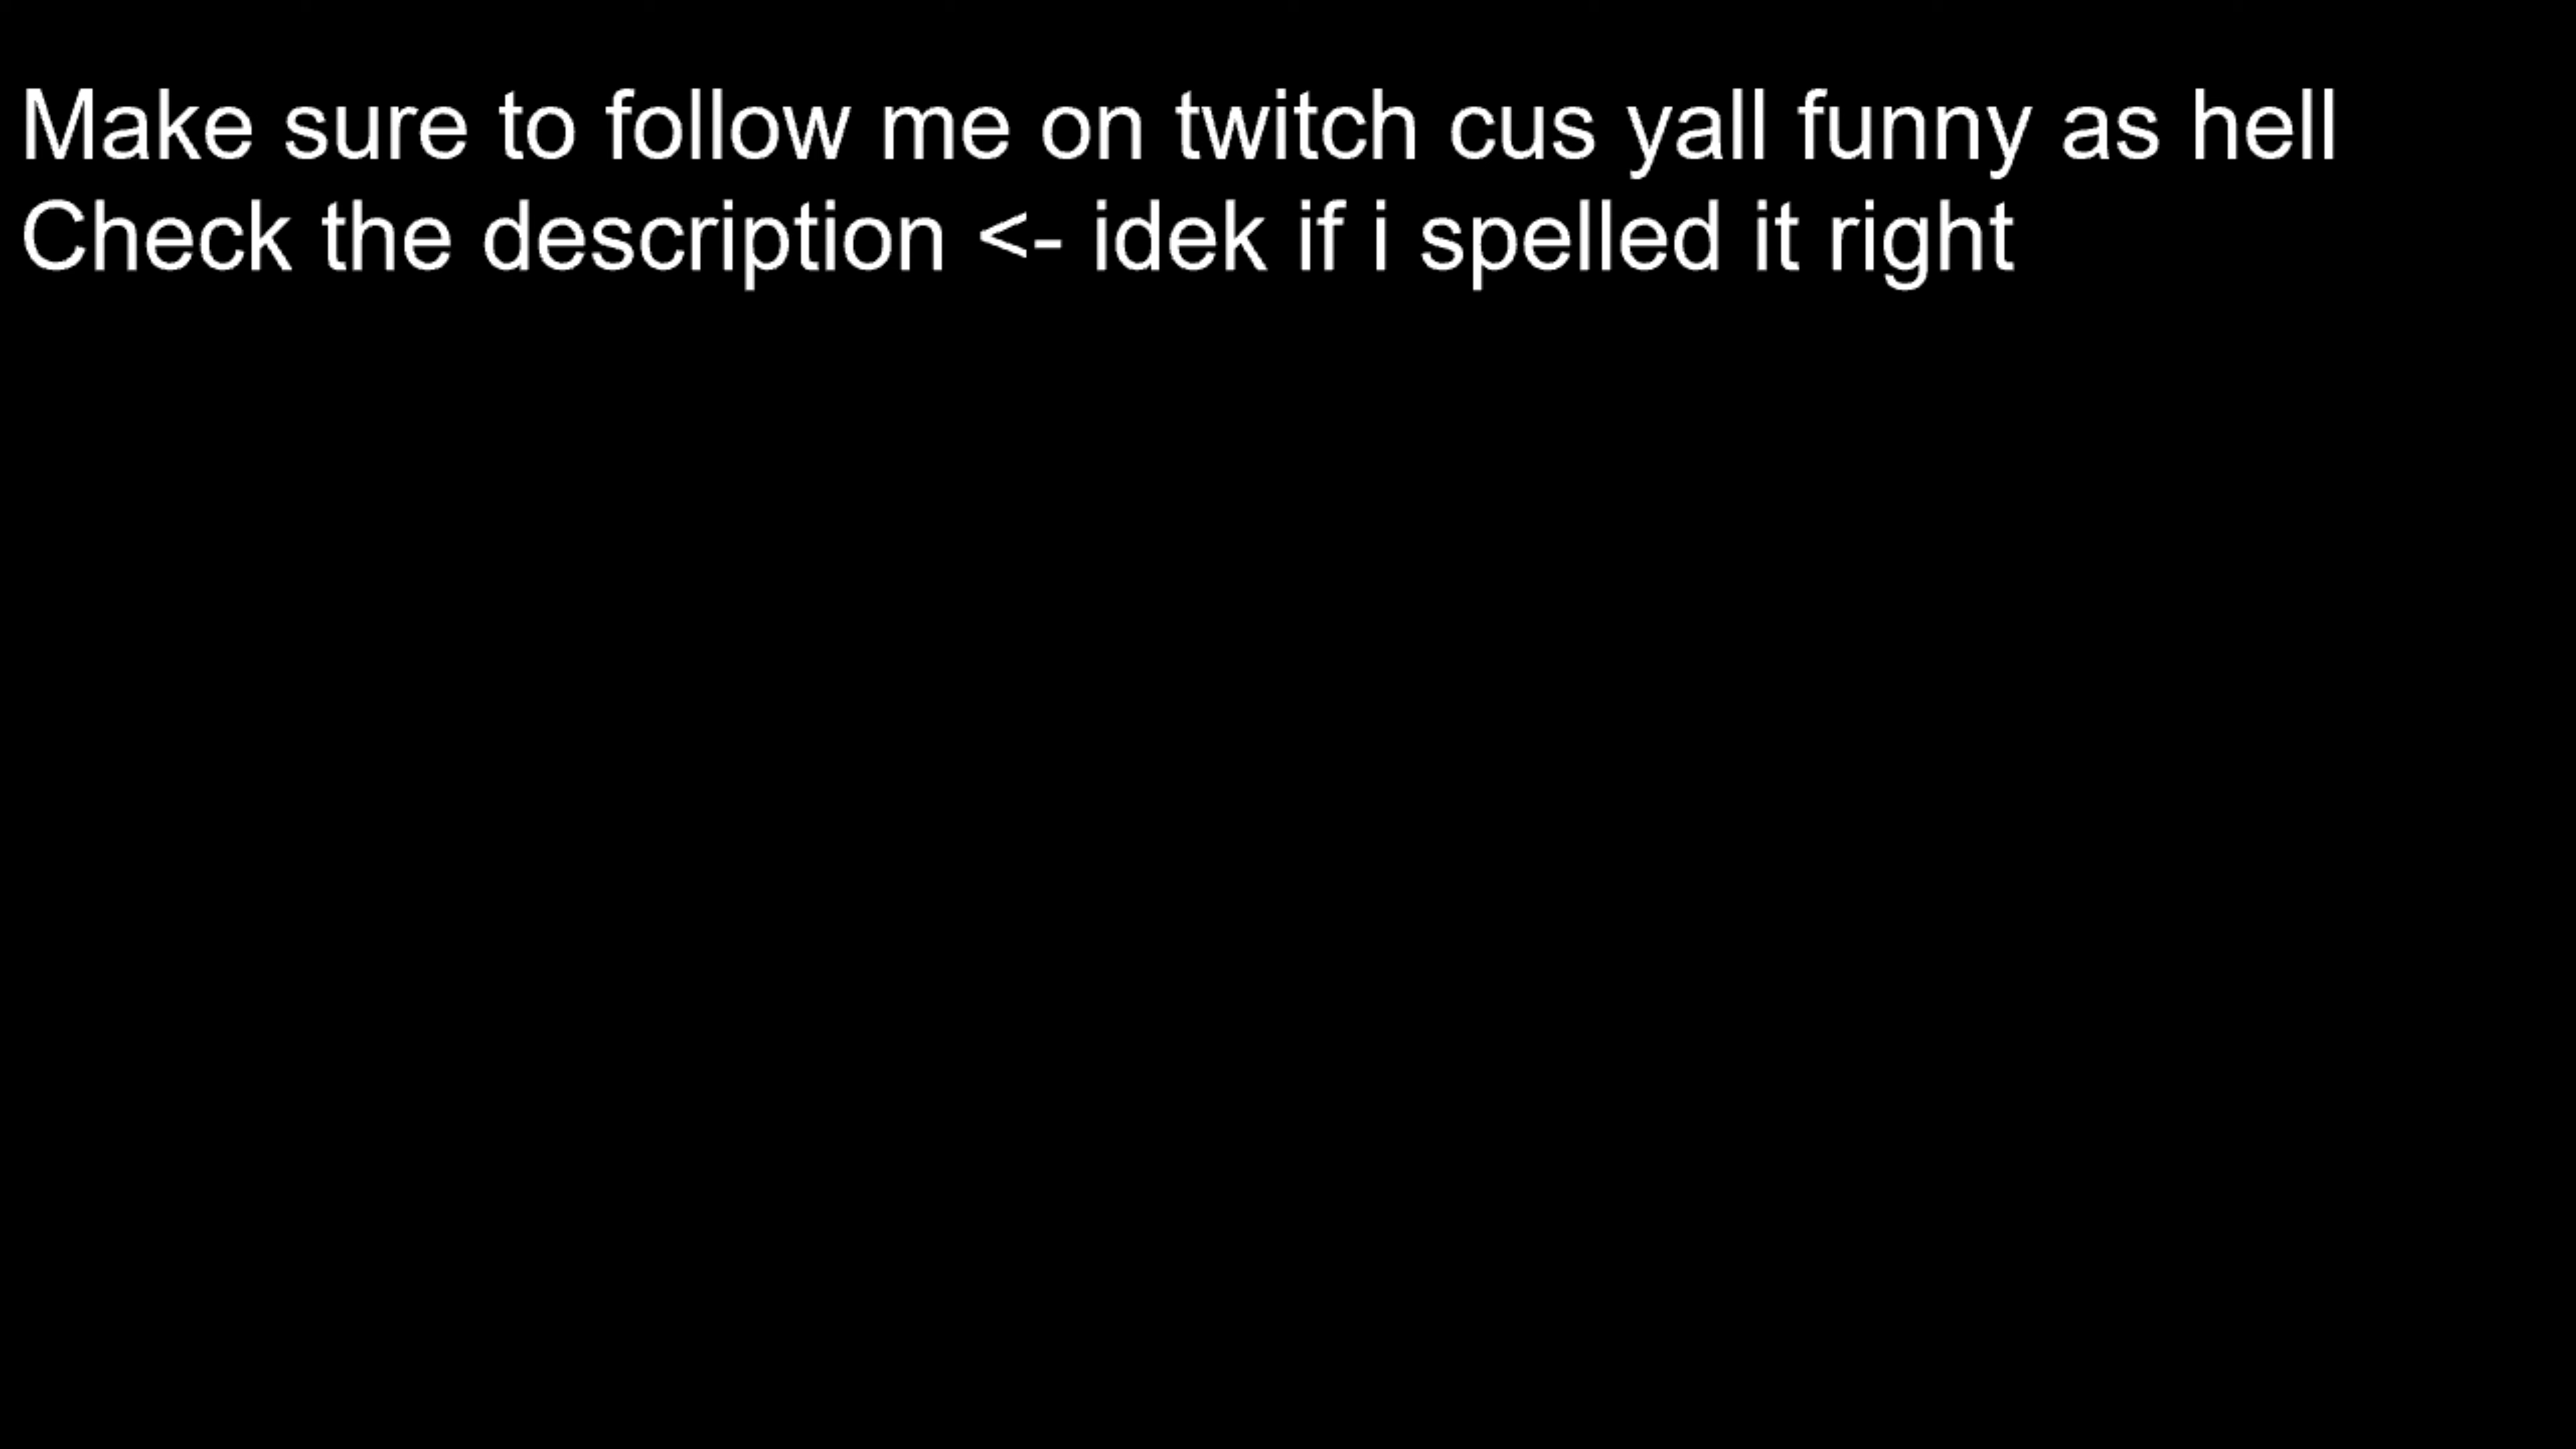 Make sure to follow me on twitch cus yall funny as hell
Check the description <- idek if i spelled it right